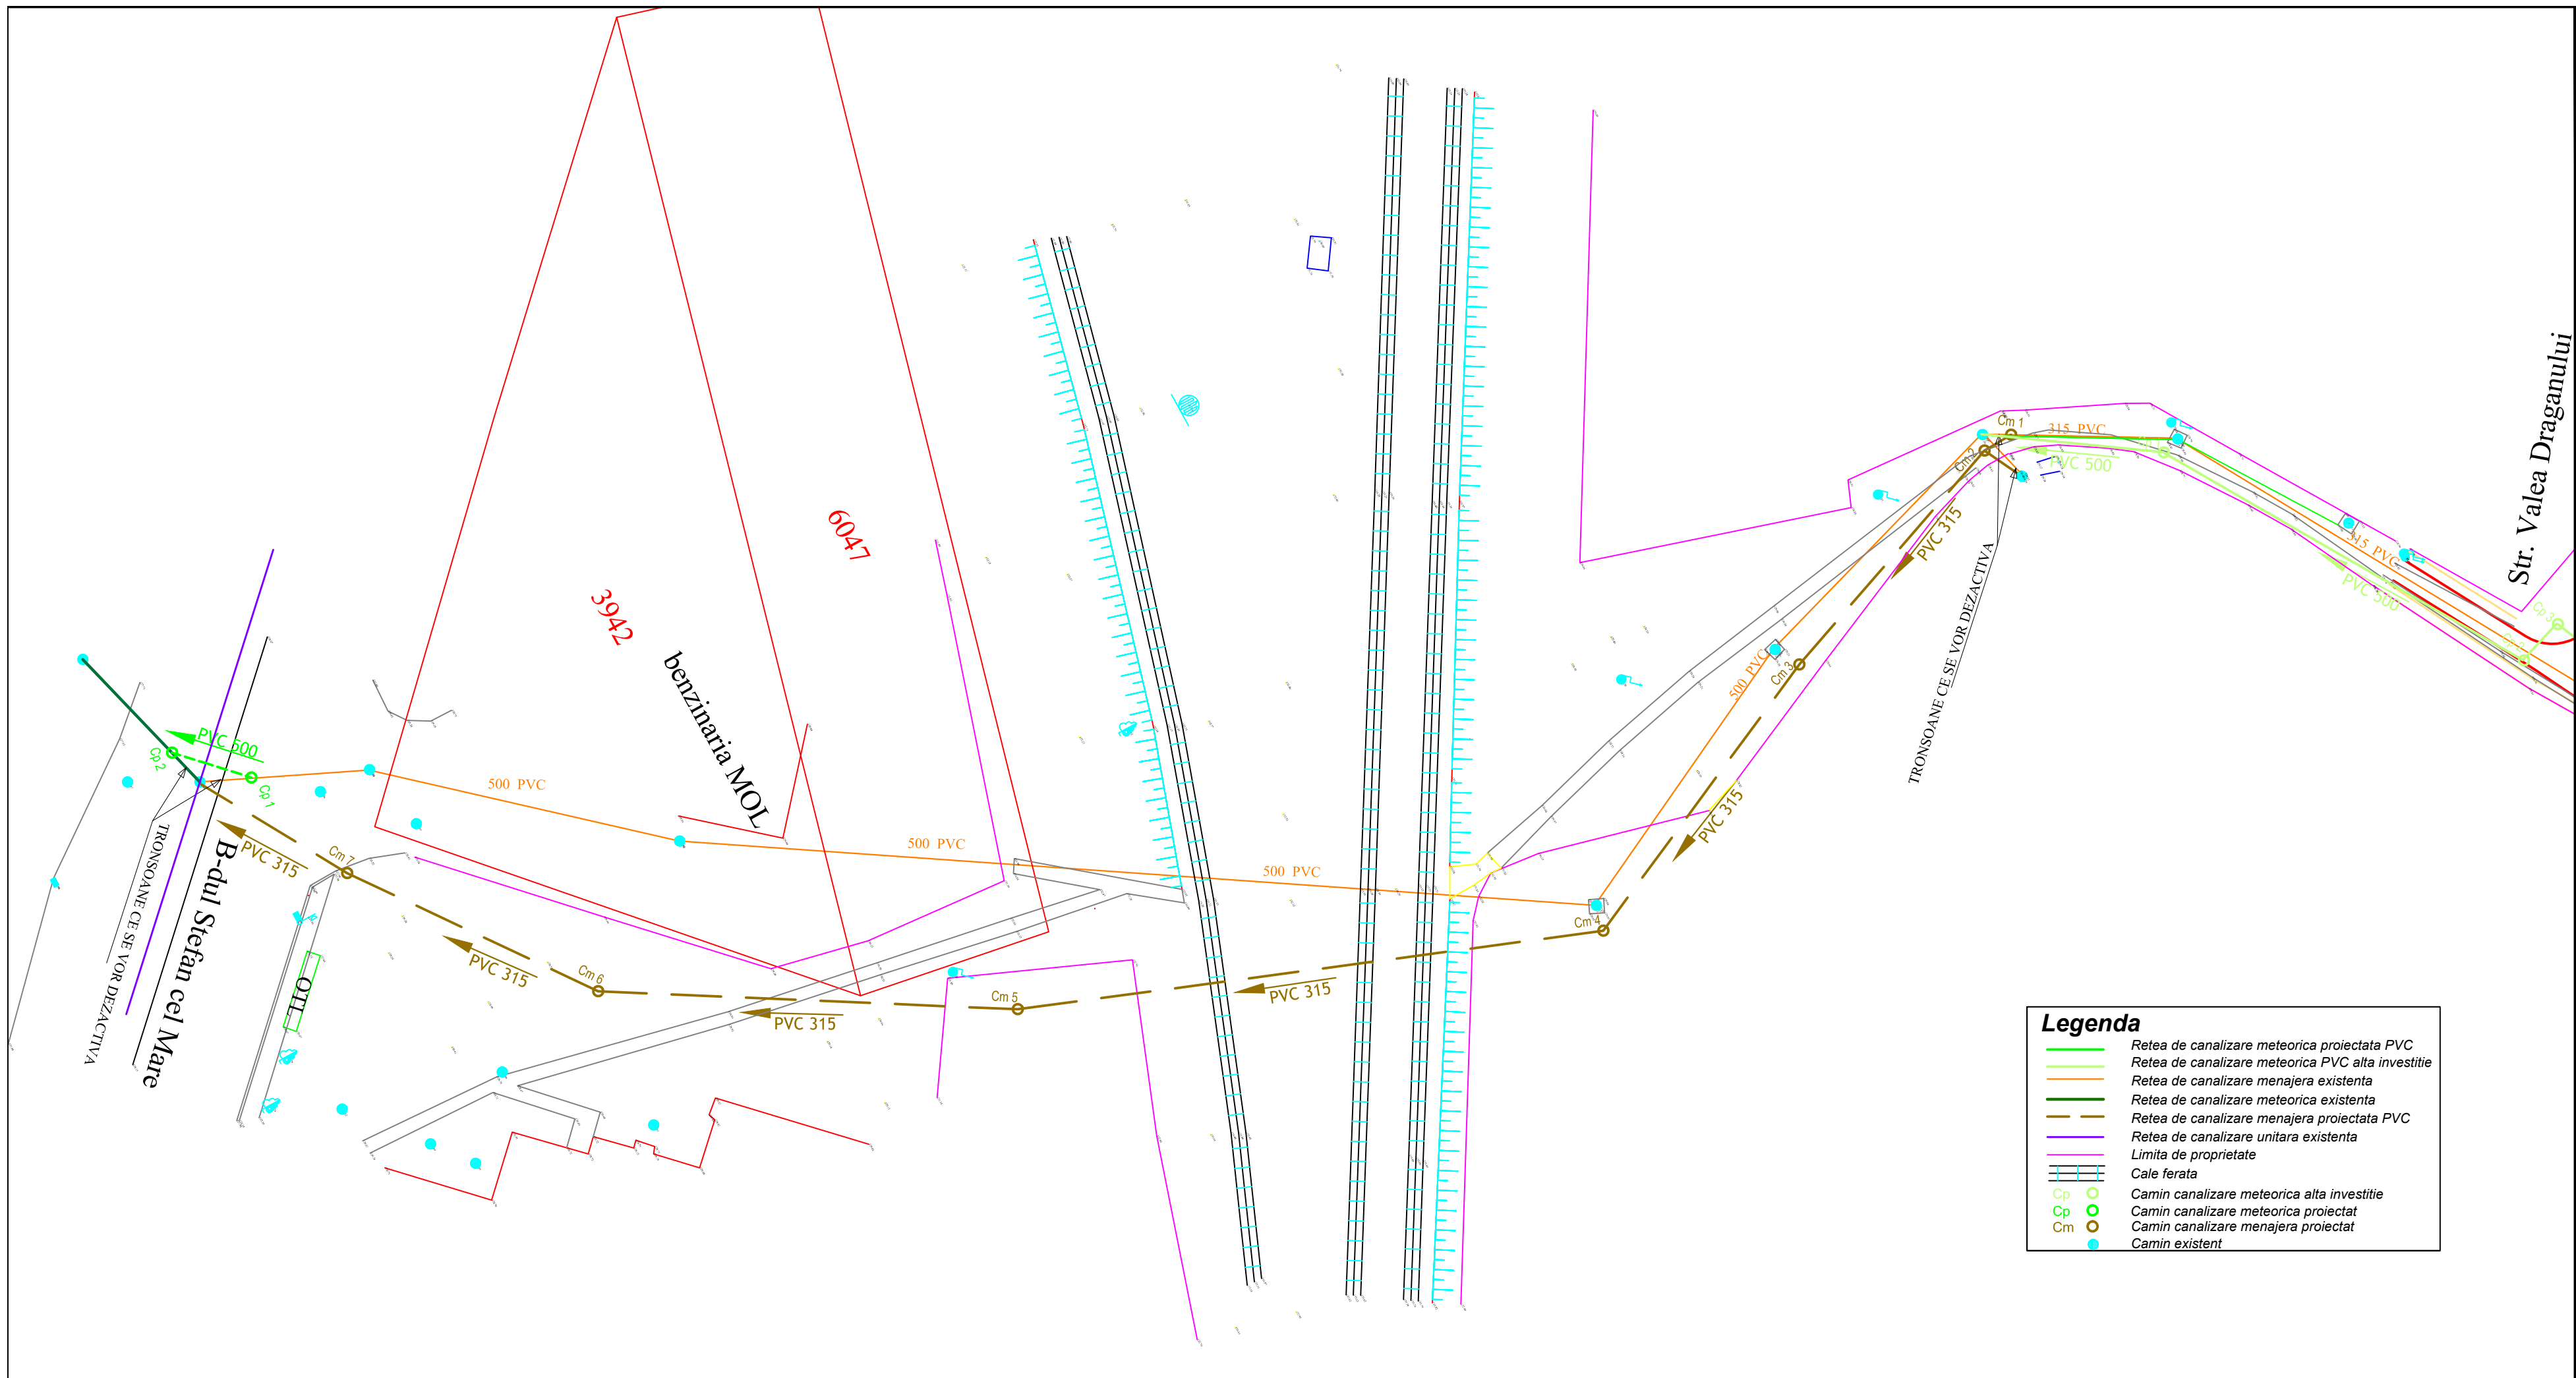 Str. Valea Draganului
Cm 1
315 PVC
PVC 500
Cm 2
315 PVC
PVC 500
Cp 3
PVC 315
TRONSOANE CE SE VOR DEZACTIVA
500 PVC
Cm 3
PVC 315
Cm 4
6047
3942
benzinaria MOL
500 PVC
500 PVC
500 PVC
PVC 500
Cp 2
Cp 1
TRONSOANE CE SE VOR DEZACTIVA
B-dul Stefan cel Mare
PVC 315
Cm 7
OTL
PVC 315
Cm 6
PVC 315
Cm 5
PVC 315
Legenda
Retea de canalizare meteorica proiectata PVC
Retea de canalizare meteorica PVC alta investitie
Retea de canalizare menajera existenta
Retea de canalizare meteorica existenta
Retea de canalizare menajera proiectata PVC
Retea de canalizare unitara existenta
Limita de proprietate
Cale ferata
Cp Camin canalizare meteorica alta investitie
Cp Camin canalizare meteorica proiectat
Cm Camin canalizare menajera proiectat
Camin existent